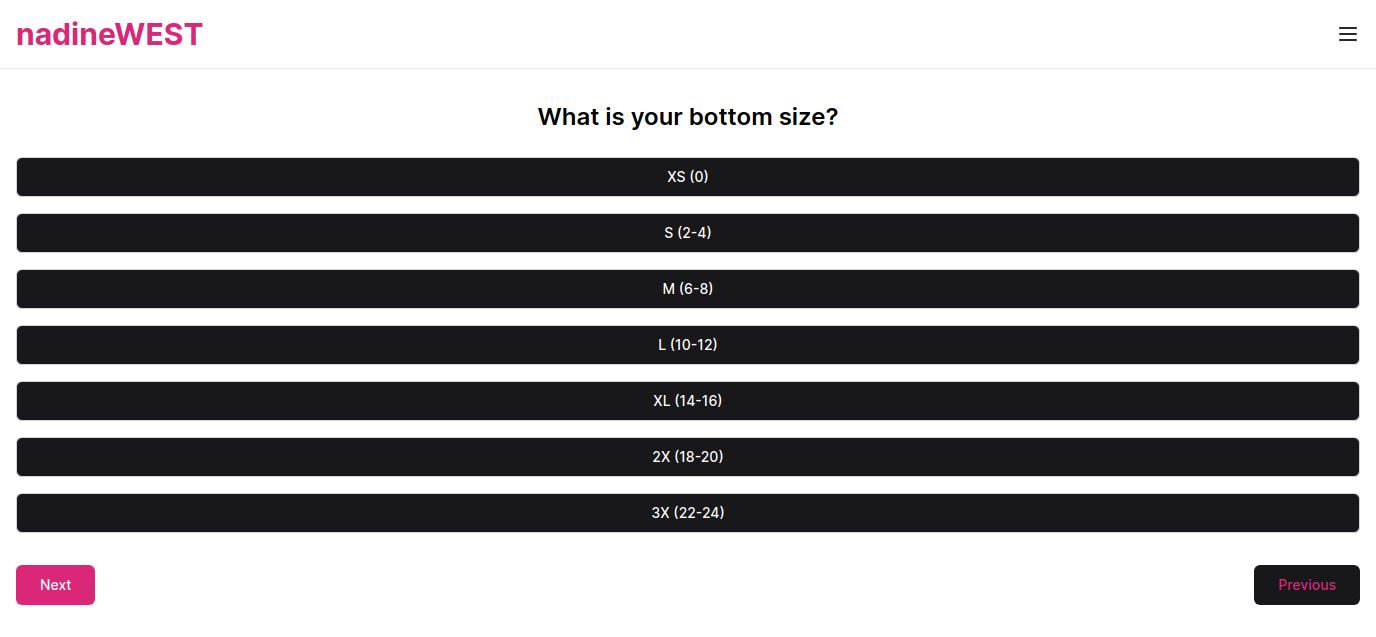 nadineWEST
What is your bottom size?
XS (0)
S (2-4)
M (6-8)
L (10-12)
XL (14-16)
2X (18-20)
3X (22-24)
Next
Previous